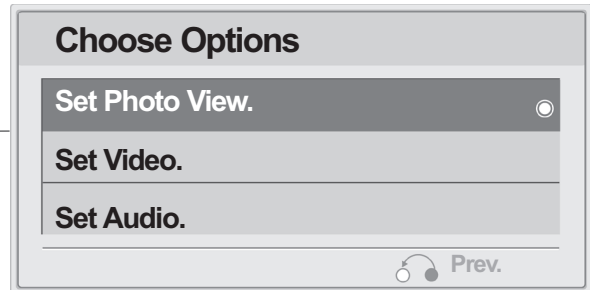 Choose Options
Set Photo View.
Set Video.
Set Audio.
Prev.